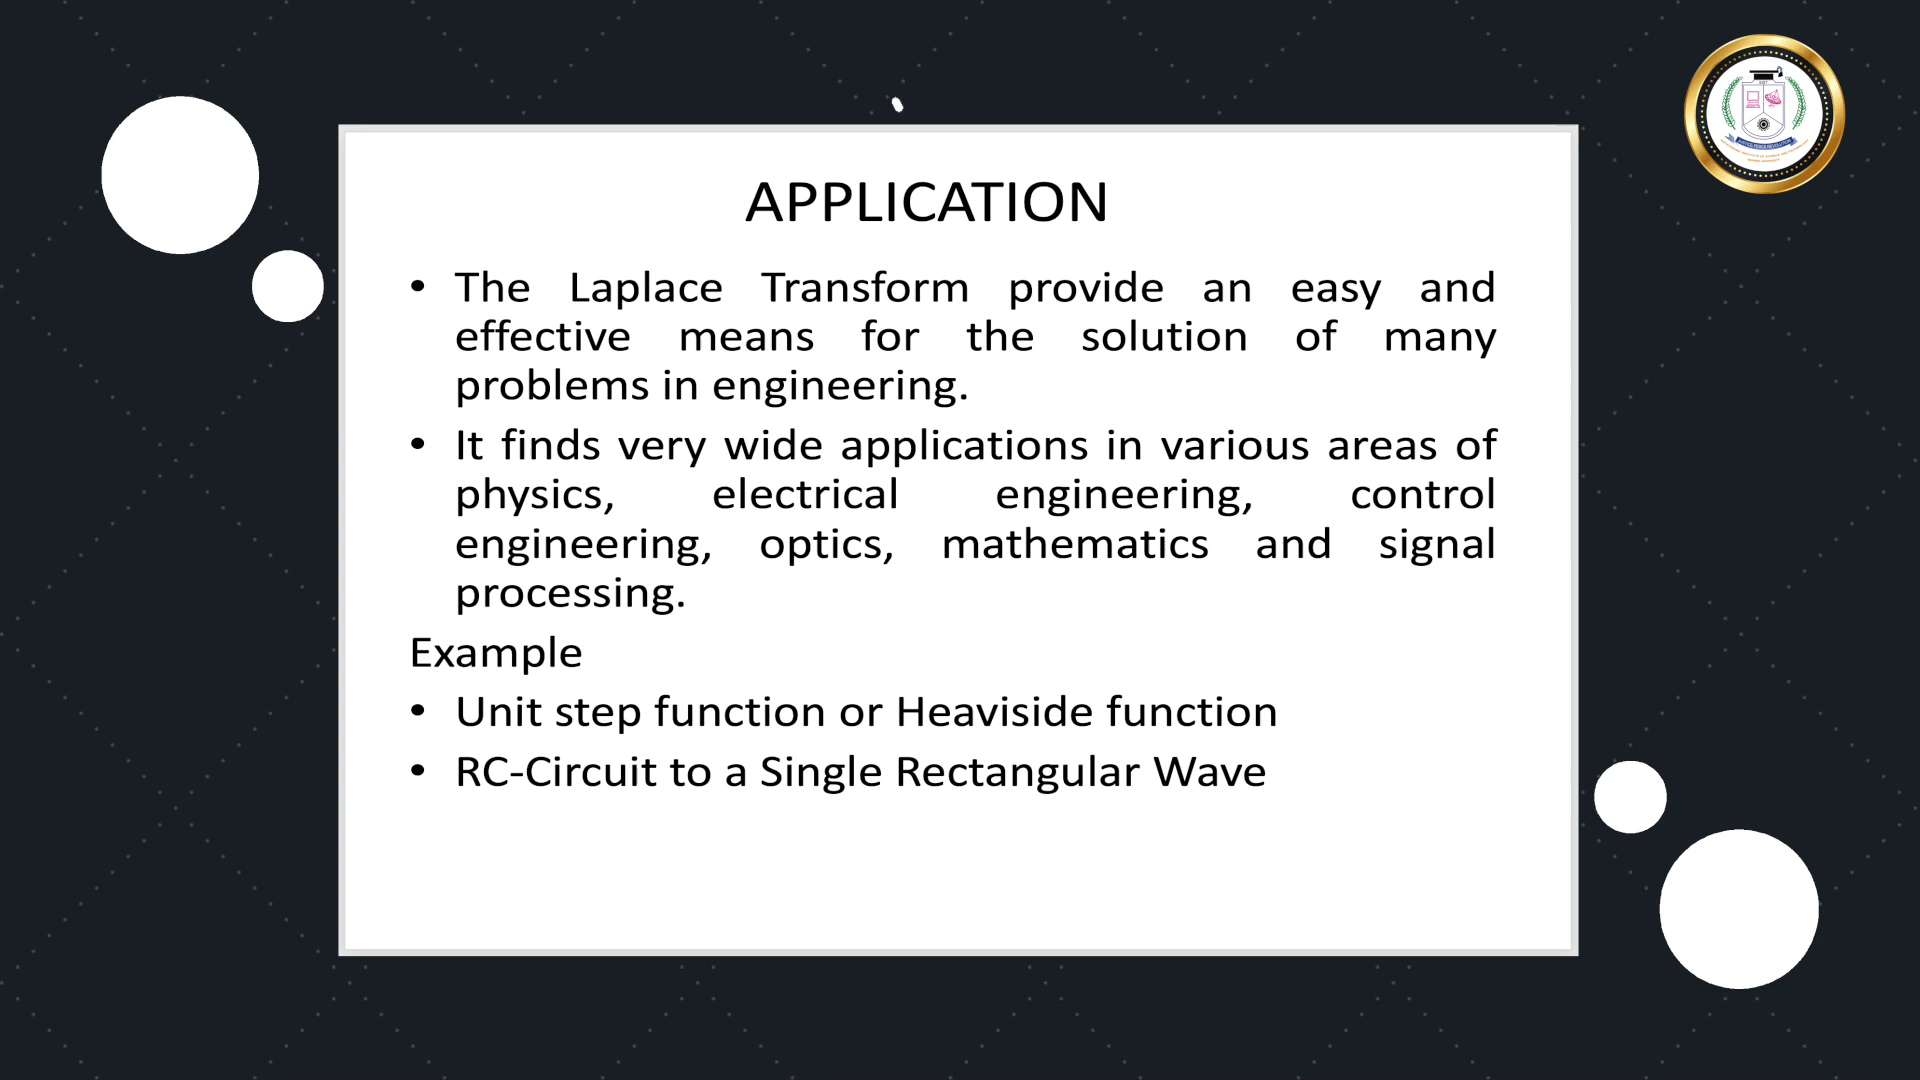 APPLICATION
• The Laplace Transform provide an easy and
effective means for the solution of many
problems in engineering.
• It finds very wide applications in various areas of
physics, electrical engineering, control
engineering, optics, mathematics and signal
processing.
Example
• Unit step function or Heaviside function
• RC-Circuit to a Single Rectangular Wave